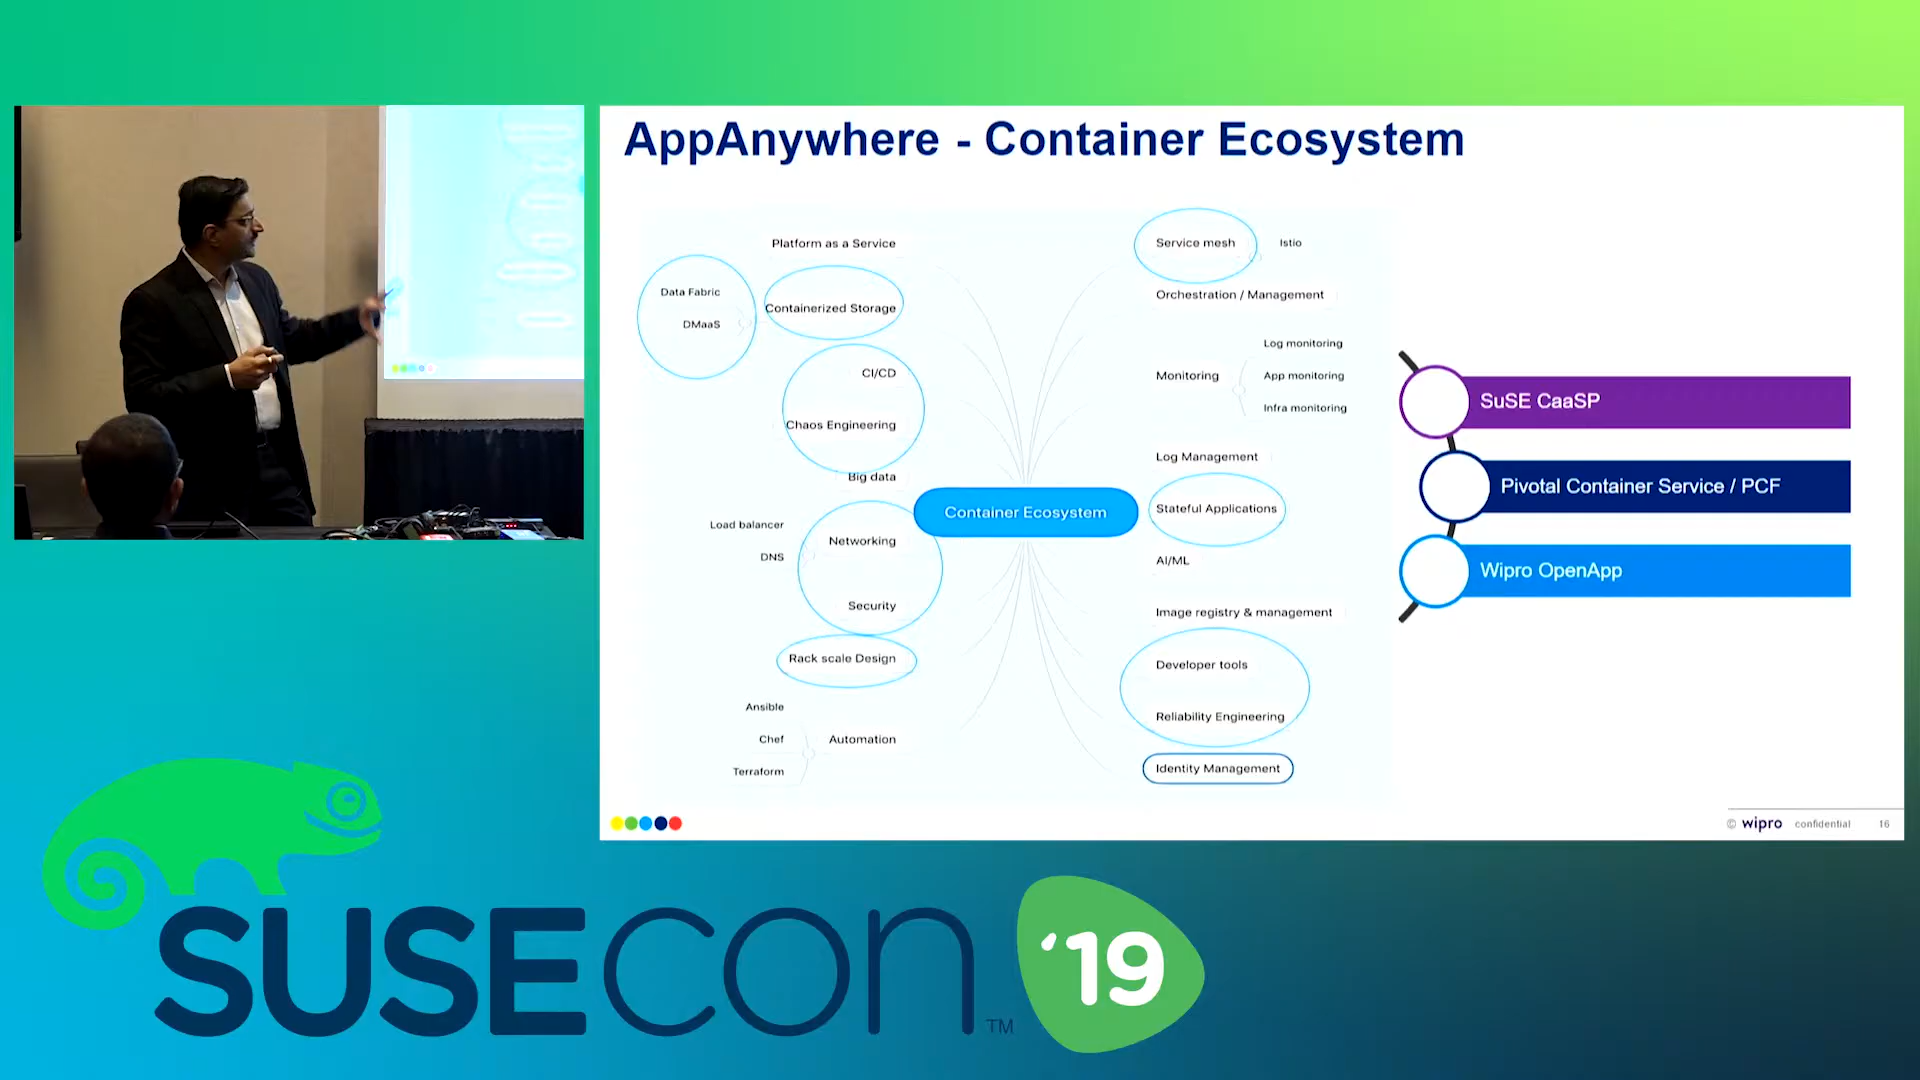 AppAnywhere - Container Ecosystem
Platform as a Service
Data Fabric
DMaaS
Containerized Storage
CI/CD
Chaos Engineering
Big data
Load balancer
DNS
Networking
Security
Rack scale Design
Ansible
Chef
Terraform
Automation
Container Ecosystem
Service mesh
Istio
Orchestration / Management
Monitoring
Log monitoring
App monitoring
Infra monitoring
Log Management
Stateful Applications
AI/ML
Image registry & management
Developer tools
Reliability Engineering
Identity Management
SuSE CaaSP
Pivotal Container Service / PCF
Wipro OpenApp
© wipro confidential 16
SUSECON ™ '19